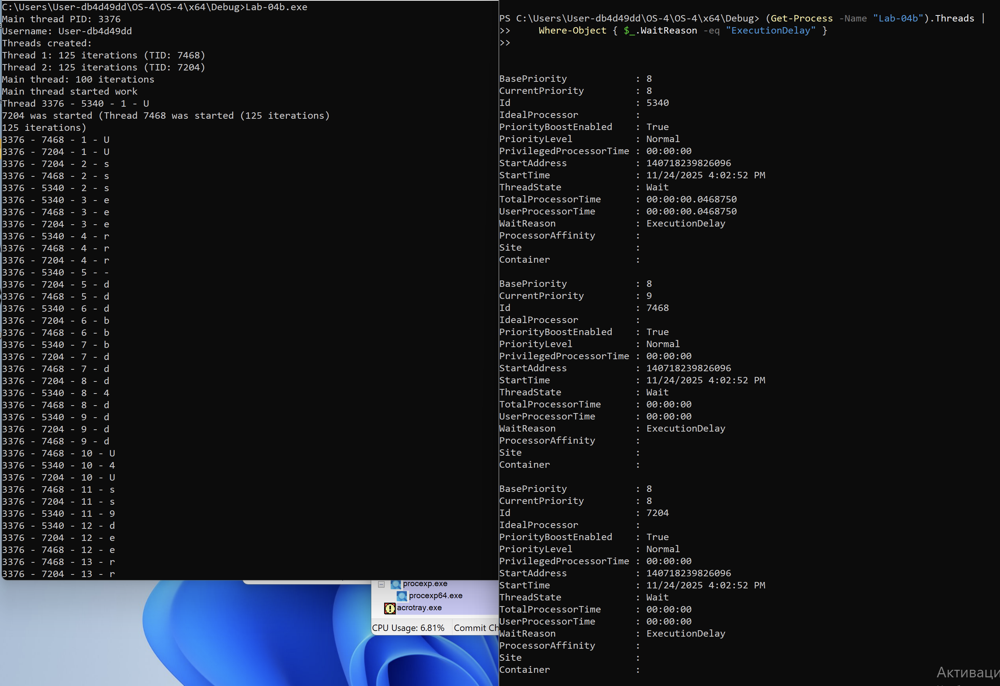 C:\Users\User-db4d49dd\OS-4\OS-4\x64\Debug>Lab-04b.exe
Main thread PID: 3376
Username: User-db4d49dd
Threads created:
Thread 1: 125 iterations (TID: 7468)
Thread 2: 125 iterations (TID: 7204)
Main thread: 100 iterations
Main thread started work
Thread 3376 - 5340 - 1 - U
7204 was started (Thread 7468 was started (125 iterations)
125 iterations)
3376 - 7468 - 1 - U
3376 - 7204 - 1 - U
3376 - 7204 - 2 - s
3376 - 7468 - 2 - s
3376 - 5340 - 2 - s
3376 - 5340 - 3 - e
3376 - 7468 - 3 - e
3376 - 7204 - 3 - e
3376 - 5340 - 4 - r
3376 - 7468 - 4 - r
3376 - 7204 - 4 - r
3376 - 5340 - 5 - -
3376 - 7204 - 5 - d
3376 - 7468 - 5 - d
3376 - 5340 - 6 - d
3376 - 7204 - 6 - b
3376 - 7468 - 6 - b
3376 - 5340 - 7 - b
3376 - 7204 - 7 - d
3376 - 7468 - 7 - d
3376 - 7204 - 8 - d
3376 - 5340 - 8 - 4
3376 - 7468 - 8 - d
3376 - 5340 - 9 - d
3376 - 7204 - 9 - d
3376 - 7468 - 9 - d
3376 - 7468 - 10 - U
3376 - 5340 - 10 - 4
3376 - 7204 - 10 - U
3376 - 7468 - 11 - s
3376 - 7204 - 11 - s
3376 - 5340 - 11 - 9
3376 - 5340 - 12 - d
3376 - 7204 - 12 - e
3376 - 7468 - 12 - e
3376 - 7468 - 13 - r
3376 - 7204 - 13 - r
procexp.exe
procexp64.exe
acrotray.exe
CPU Usage: 6.81% Commit Ch
PS C:\Users\User-db4d49dd\OS-4\OS-4\x64\Debug> (Get-Process -Name "Lab-04b").Threads |
>>     Where-Object { $_.WaitReason -eq "ExecutionDelay" }
>>
BasePriority            : 8
CurrentPriority         : 8
Id                      : 5340
IdealProcessor          :
PriorityBoostEnabled    : True
PriorityLevel           : Normal
PrivilegedProcessorTime : 00:00:00
StartAddress            : 140718239826096
StartTime               : 11/24/2025 4:02:52 PM
ThreadState             : Wait
TotalProcessorTime      : 00:00:00.0468750
UserProcessorTime       : 00:00:00.0468750
WaitReason              : ExecutionDelay
ProcessorAffinity       :
Site                    :
Container               :
BasePriority            : 8
CurrentPriority         : 9
Id                      : 7468
IdealProcessor          :
PriorityBoostEnabled    : True
PriorityLevel           : Normal
PrivilegedProcessorTime : 00:00:00
StartAddress            : 140718239826096
StartTime               : 11/24/2025 4:02:52 PM
ThreadState             : Wait
TotalProcessorTime      : 00:00:00
UserProcessorTime       : 00:00:00
WaitReason              : ExecutionDelay
ProcessorAffinity       :
Site                    :
Container               :
BasePriority            : 8
CurrentPriority         : 8
Id                      : 7204
IdealProcessor          :
PriorityBoostEnabled    : True
PriorityLevel           : Normal
PrivilegedProcessorTime : 00:00:00
StartAddress            : 140718239826096
StartTime               : 11/24/2025 4:02:52 PM
ThreadState             : Wait
TotalProcessorTime      : 00:00:00
UserProcessorTime       : 00:00:00
WaitReason              : ExecutionDelay
ProcessorAffinity       :
Site                    :
Container               :
Активаци